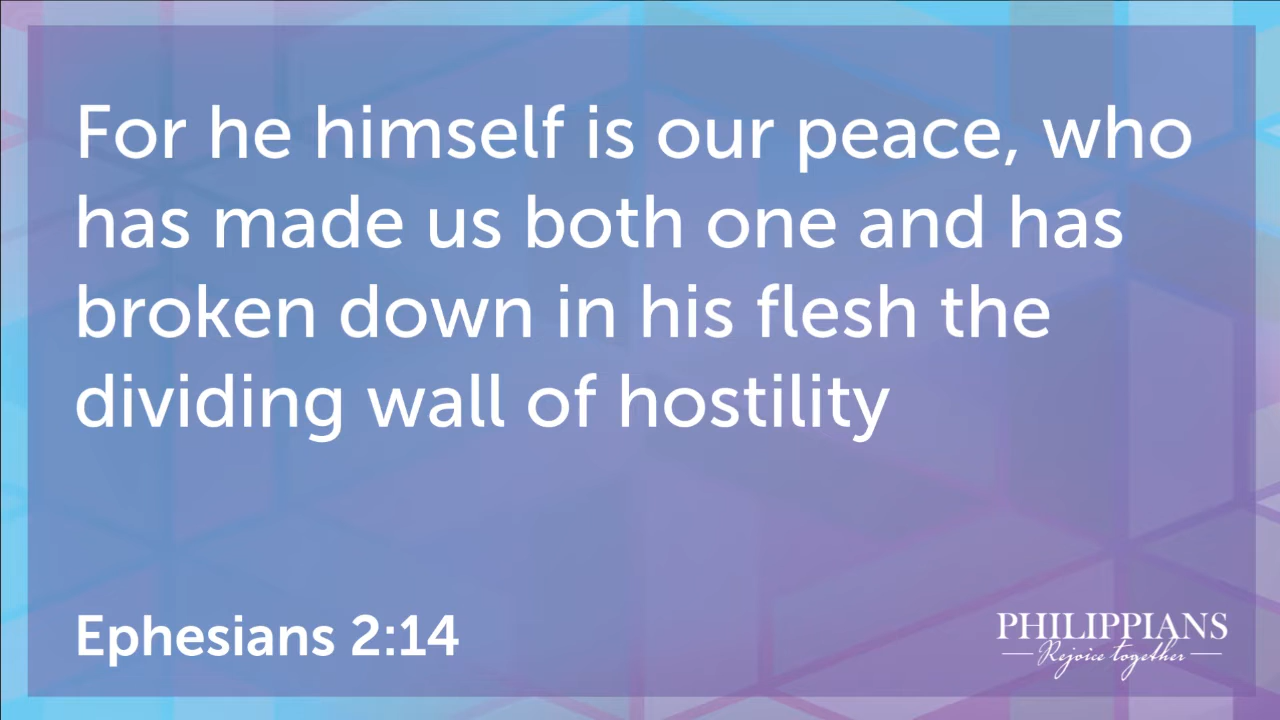 For he himself is our peace, who
has made us both one and has
broken down in his flesh the
dividing wall of hostility
Ephesians 2:14
PHILIPPIANS
Rejoice together